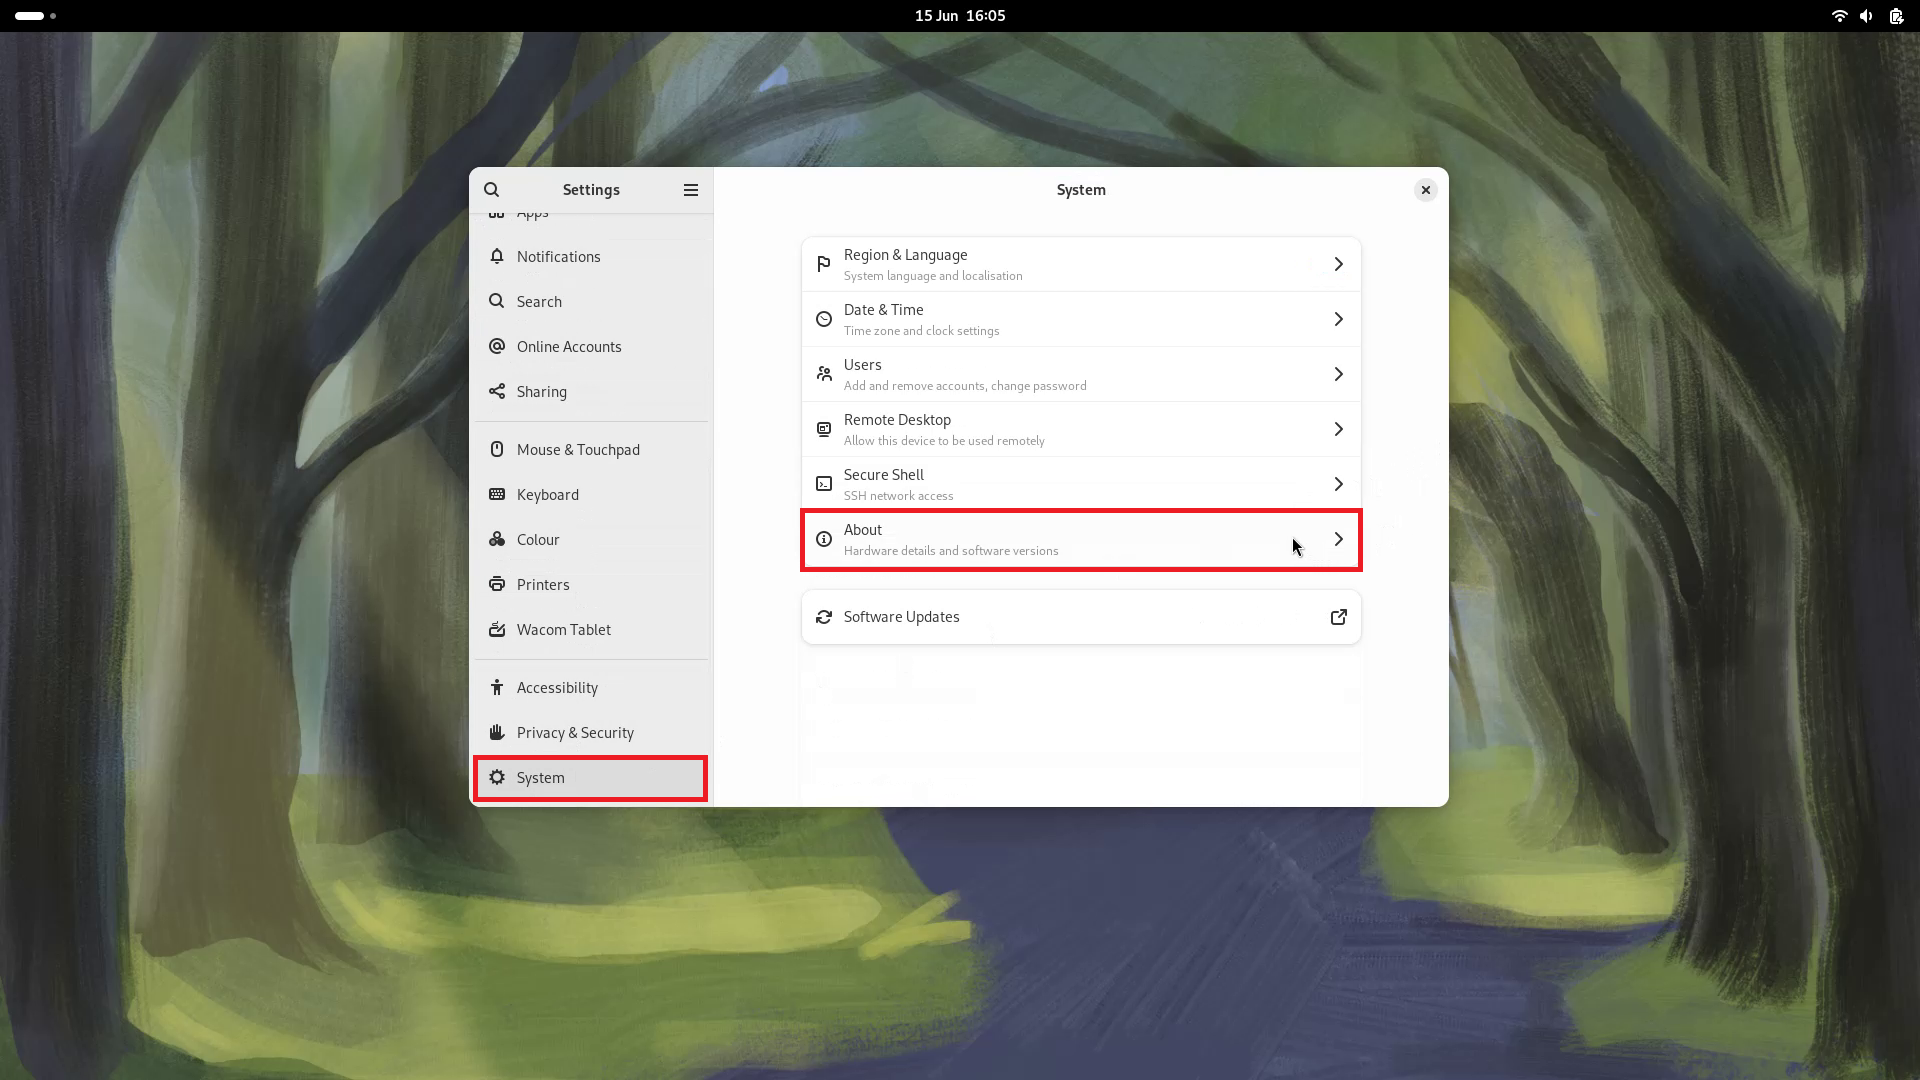 15 Jun 16:05
Settings
Apps
Notifications
Search
Online Accounts
Sharing
Mouse & Touchpad
Keyboard
Colour
Printers
Wacom Tablet
Accessibility
Privacy & Security
System
System
Region & Language
System language and localisation
Date & Time
Time zone and clock settings
Users
Add and remove accounts, change password
Remote Desktop
Allow this device to be used remotely
Secure Shell
SSH network access
About
Hardware details and software versions
Software Updates